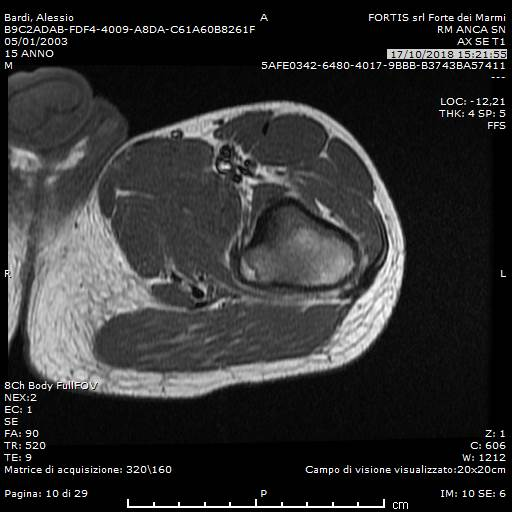 Bardi, Alessio
B9C2ADAB-FDF4-4009-A8DA-C61A60B8261F
05/01/2003
15 ANNO
M
A
FORTIS srl Forte dei Marmi
RM ANCA SN
AX SE T1
17/10/2018 15:21:55
5AFE0342-6480-4017-9BBB-B3743BA57411
---
LOC: -12,21
THK: 4 SP: 5
FFS
R
L
8Ch Body FullFOV
NEX:2
EC: 1
SE
FA: 90
TR: 520
TE: 9
Matrice di acquisizione: 320\160
Pagina: 10 di 29
P
cm
Z: 1
C: 606
W: 1212
Campo di visione visualizzato:20x20cm
IM: 10 SE: 6